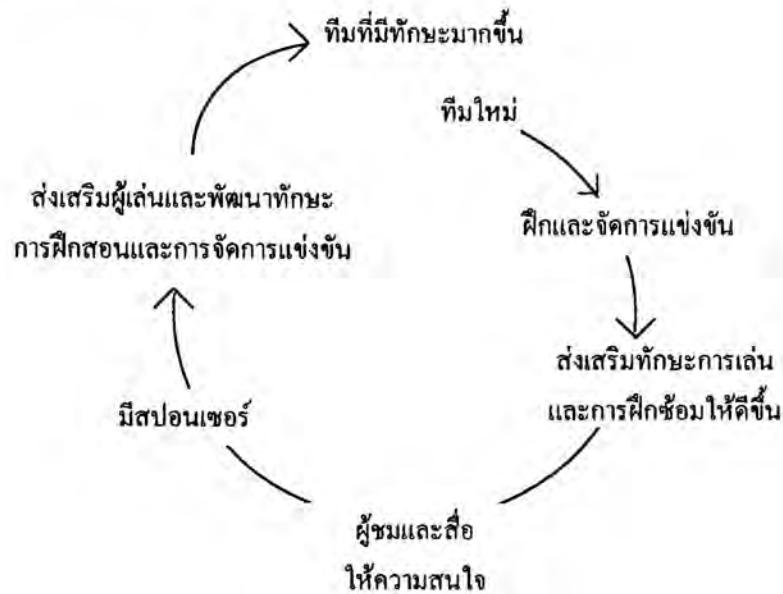 ทีมที่มีทักษะมากขึ้น
ทีมใหม่
ฝึกและจัดการแข่งขัน
ส่งเสริมทักษะการเล่น
และการฝึกซ้อมให้ดีขึ้น
ผู้ชมและสื่อ
ให้ความสนใจ
มีสปอนเซอร์
ส่งเสริมผู้เล่นและพัฒนาทักษะ
การฝึกสอนและการจัดการแข่งขัน